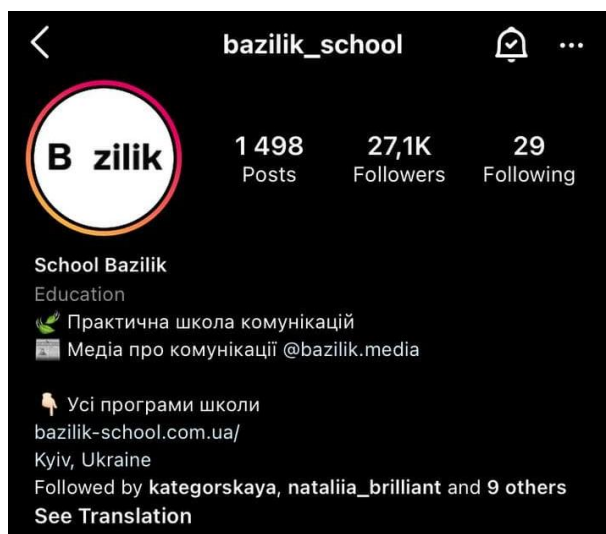 bazilik_school
B zilik
1 498 27,1K 29
Posts Followers Following
School Bazilik
Education
Практична школа комунікацій
Медіа про комунікації @bazilik.media
Усі програми школи
bazilik-school.com.ua/
Kyiv, Ukraine
Followed by kategorskaya, nataliia_brilliant and 9 others
See Translation